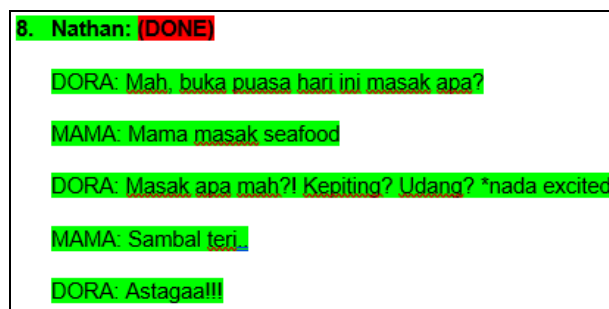 8. Nathan: (DONE)
DORA: Mah, buka puasa hari ini masak apa?
MAMA: Mama masak seafood
DORA: Masak apa mah?! Kepiting? Udang? *nada excited
MAMA: Sambal teri..
DORA: Astagaa!!!